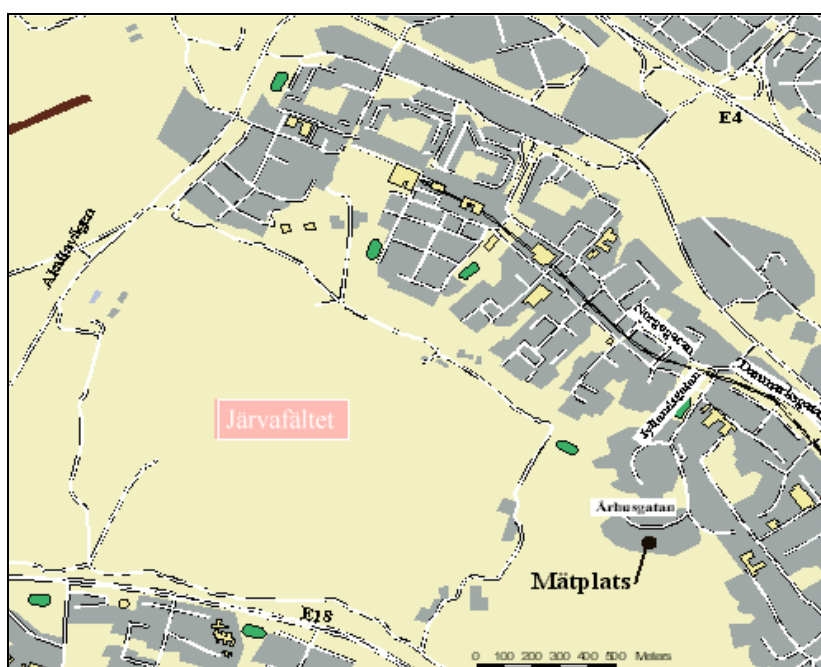 E4
Akallavägen
Norgegatan
Danmarksgatan
Jyllandsgatan
Järvafältet
Århusgatan
Mätplats
E18
0 100 200 300 400 500 Meters